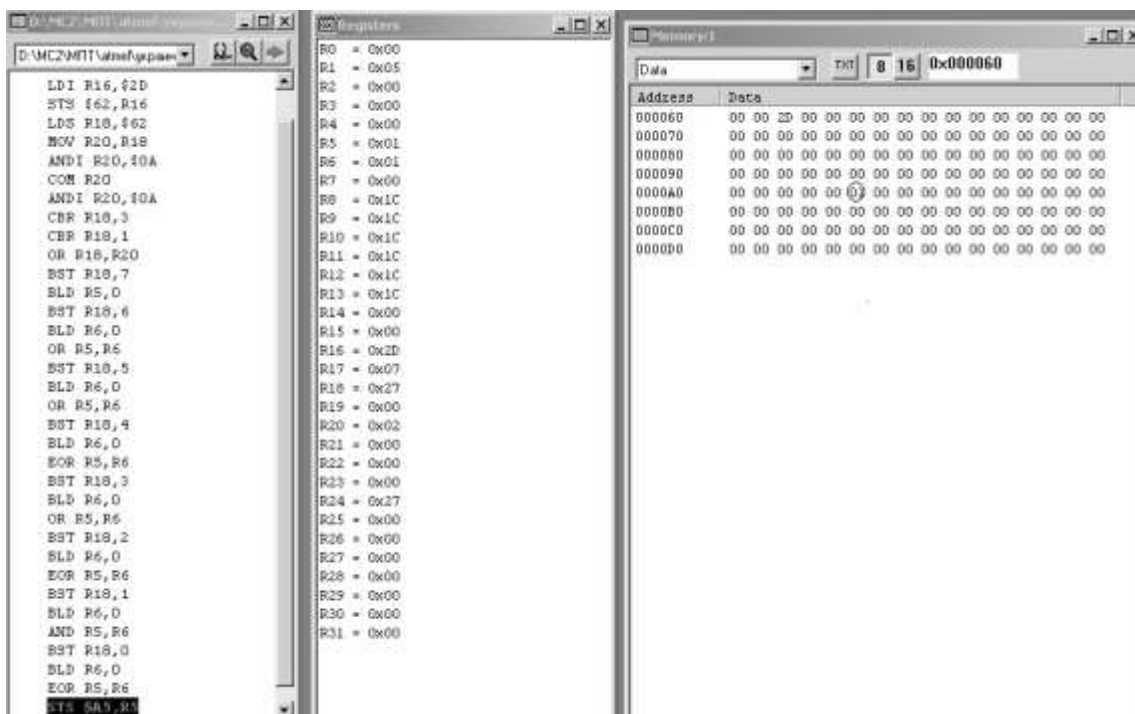 D:\MC2\МПТ\atmel\
D:\MC2\МПТ\atmel\
LDI R16,$2D
STS $62,R16
LDS R18,$62
MOV R20,R18
ANDI R20,$0A
COM R20
ANDI R20,$0A
CBR R18,3
CBR R18,1
OR R18,R20
BST R18,7
BLD R5,0
BST R18,6
BLD R6,0
OR R5,R6
BST R18,5
BLD R6,0
OR R5,R6
BST R18,4
BLD R6,0
EOR R5,R6
BST R18,3
BLD R6,0
OR R5,R6
BST R18,2
BLD R6,0
EOR R5,R6
BST R18,1
BLD R6,0
AND R5,R6
BST R18,0
BLD R6,0
EOR R5,R6
STS $A5,R5
Registers
R0 = 0x00
R1 = 0x05
R2 = 0x00
R3 = 0x00
R4 = 0x00
R5 = 0x01
R6 = 0x01
R7 = 0x00
R8 = 0x1C
R9 = 0x1C
R10 = 0x1C
R11 = 0x1C
R12 = 0x1C
R13 = 0x1C
R14 = 0x00
R15 = 0x00
R16 = 0x2D
R17 = 0x07
R18 = 0x27
R19 = 0x00
R20 = 0x02
R21 = 0x00
R22 = 0x00
R23 = 0x00
R24 = 0x27
R25 = 0x00
R26 = 0x00
R27 = 0x00
R28 = 0x00
R29 = 0x00
R30 = 0x00
R31 = 0x00
Memory:1
Data TXT 8 16 0x000060
Address Data
000060 00 00 2D 00 00 00 00 00 00 00 00 00 00 00 00 00
000070 00 00 00 00 00 00 00 00 00 00 00 00 00 00 00 00
000080 00 00 00 00 00 00 00 00 00 00 00 00 00 00 00 00
000090 00 00 00 00 00 00 00 00 00 00 00 00 00 00 00 00
0000A0 00 00 00 00 00 01 00 00 00 00 00 00 00 00 00 00
0000B0 00 00 00 00 00 00 00 00 00 00 00 00 00 00 00 00
0000C0 00 00 00 00 00 00 00 00 00 00 00 00 00 00 00 00
0000D0 00 00 00 00 00 00 00 00 00 00 00 00 00 00 00 00